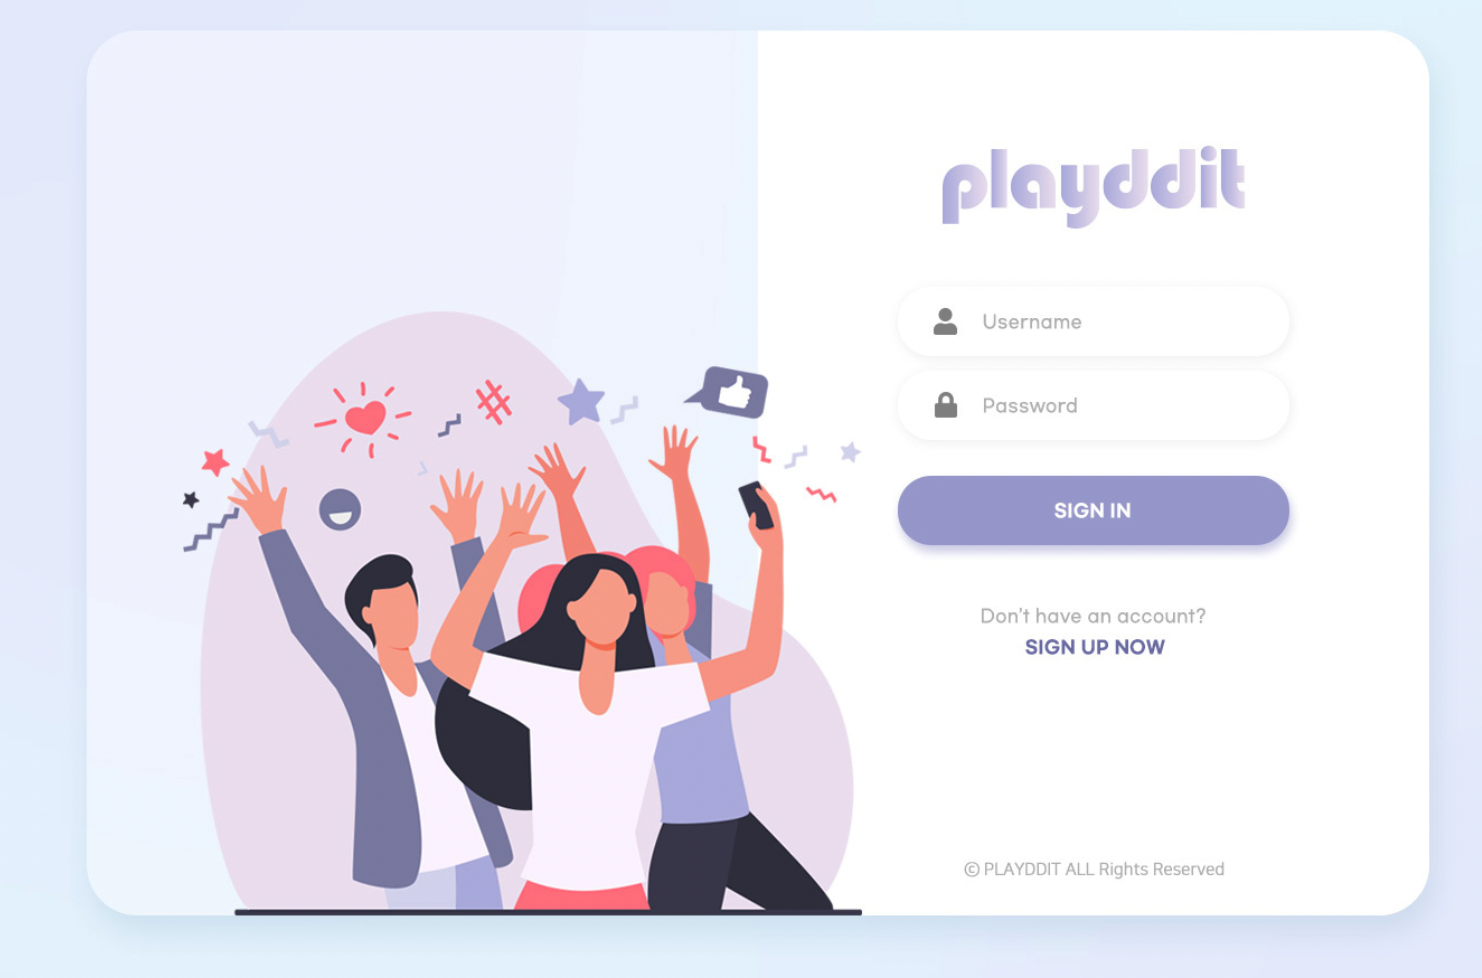 playddit
Username
Password
SIGN IN
Don't have an account?
SIGN UP NOW
© PLAYDDIT ALL Rights Reserved